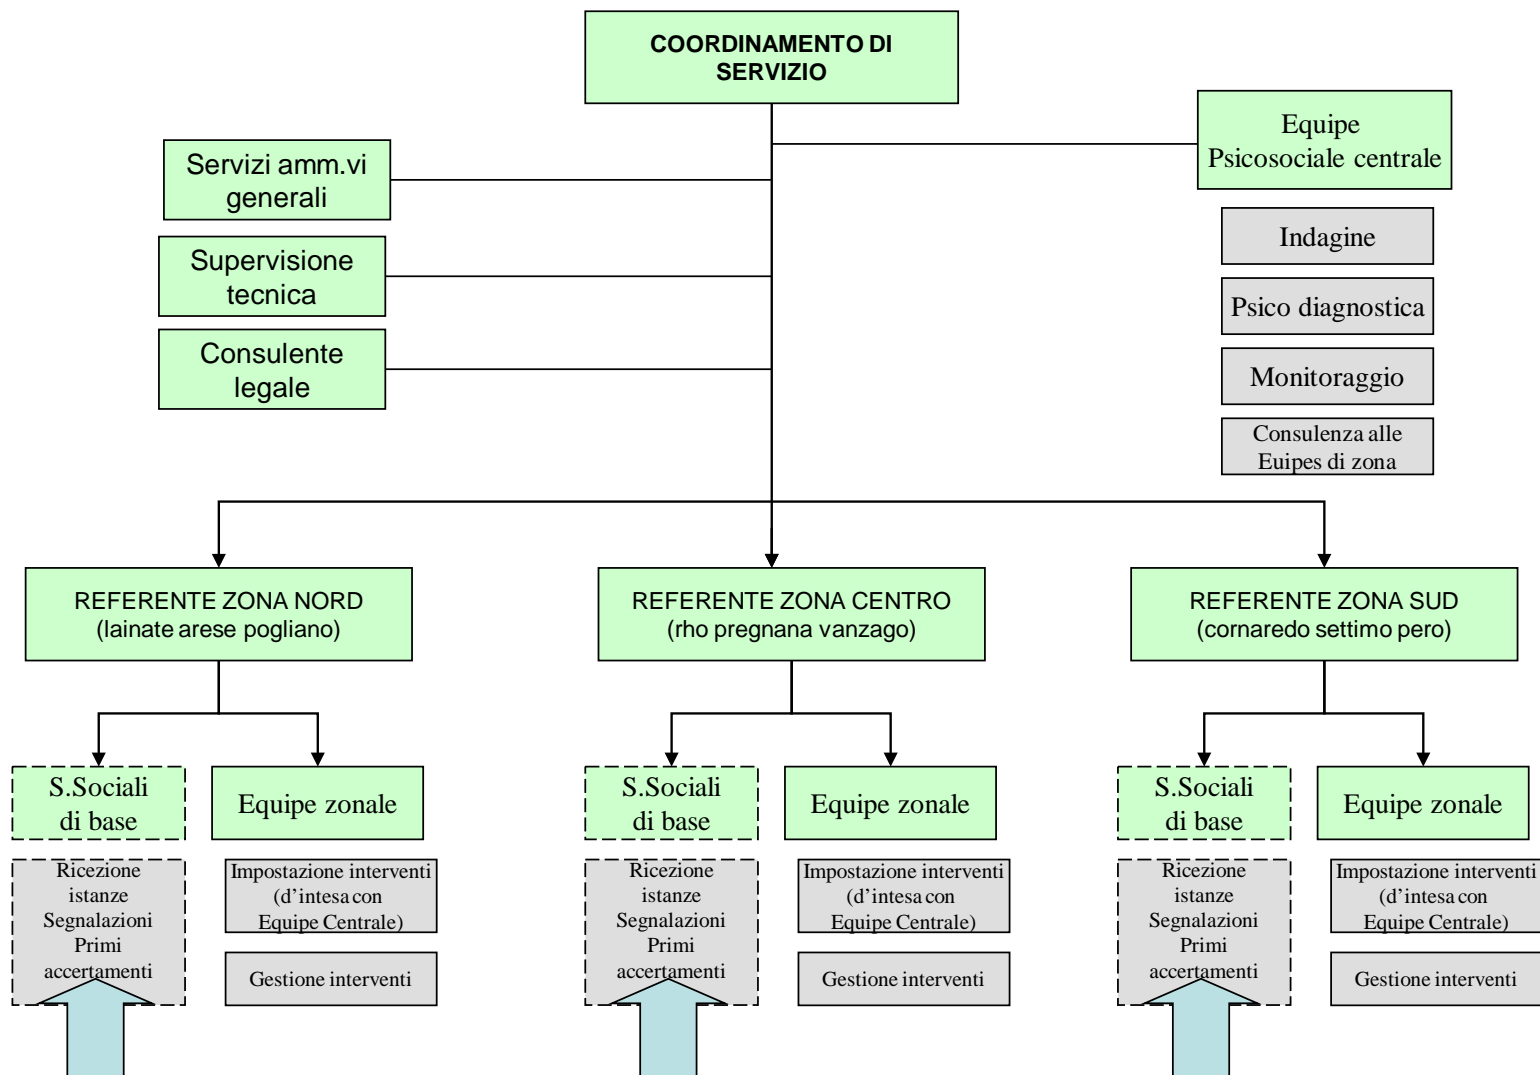 COORDINAMENTO DI
SERVIZIO
Equipe
Psicosociale centrale
Servizi amm.vi
generali
Supervisione
tecnica
Consulente
legale
Indagine
Psico diagnostica
Monitoraggio
Consulenza alle
Euipes di zona
REFERENTE ZONA NORD
(lainate arese pogliano)
REFERENTE ZONA CENTRO
(rho pregnana vanzago)
REFERENTE ZONA SUD
(cornaredo settimo pero)
S.Sociali
di base
Equipe zonale
S.Sociali
di base
Equipe zonale
S.Sociali
di base
Equipe zonale
Ricezione
istanze
Segnalazioni
Primi
accertamenti
Impostazione interventi
(d’intesa con
Equipe Centrale)
Gestione interventi
Ricezione
istanze
Segnalazioni
Primi
accertamenti
Impostazione interventi
(d’intesa con
Equipe Centrale)
Gestione interventi
Ricezione
istanze
Segnalazioni
Primi
accertamenti
Impostazione interventi
(d’intesa con
Equipe Centrale)
Gestione interventi